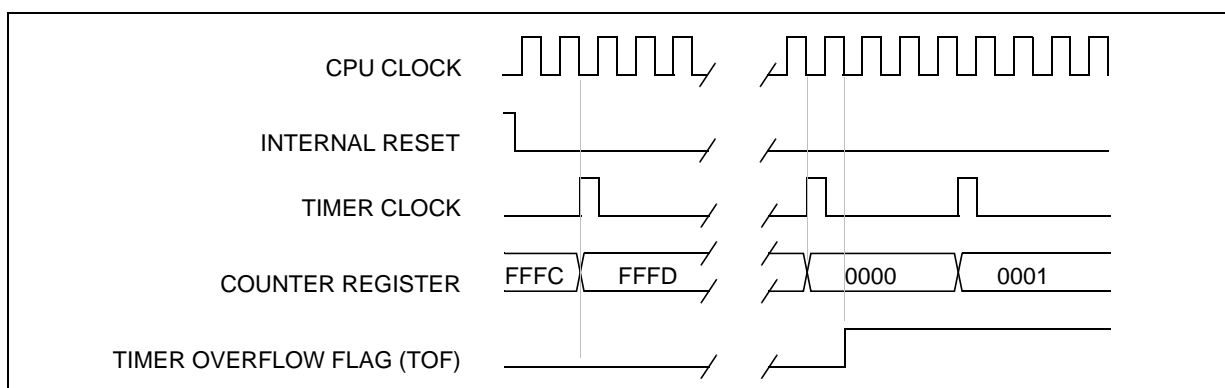 CPU CLOCK
INTERNAL RESET
TIMER CLOCK
COUNTER REGISTER FFFC FFFD 0000 0001
TIMER OVERFLOW FLAG (TOF)